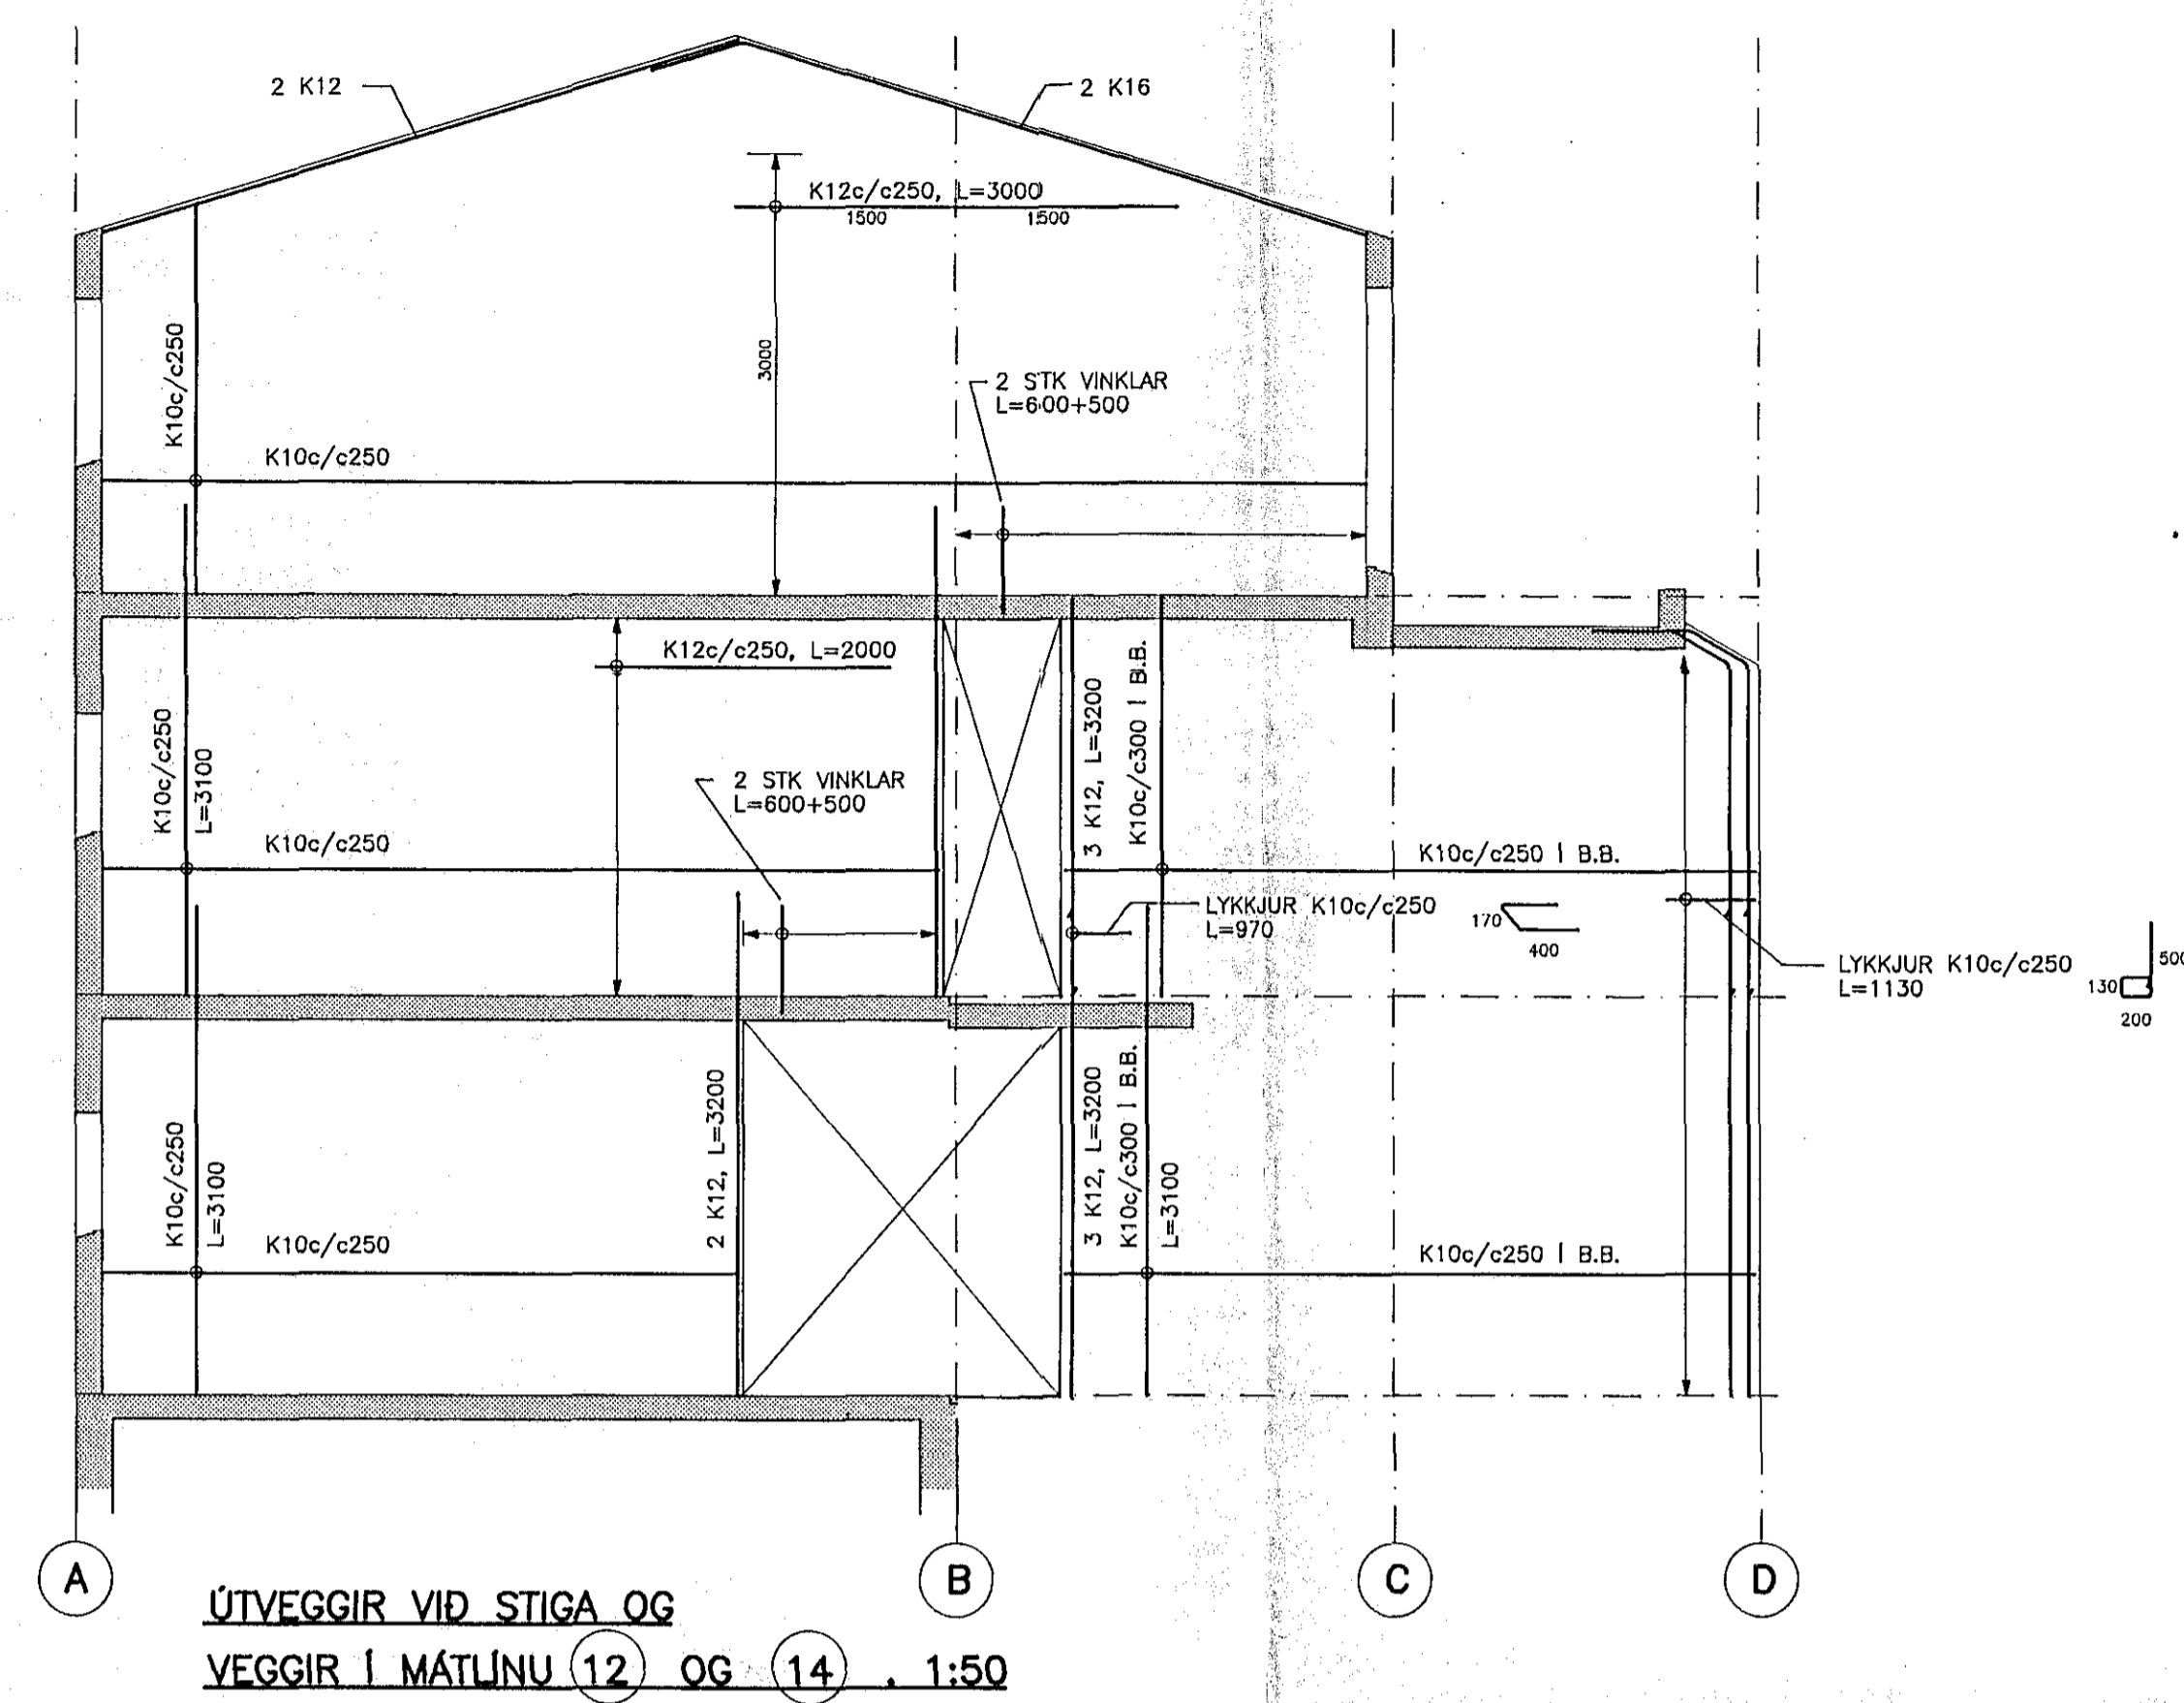 2 K12
2 K16
K12c/c250, L=3000
1500 1500
K10c/c250
3000
2 STK VINKLAR
L=600+500
K10c/c250
K12c/c250, L=2000
K10c/c250
L=3100
2 STK VINKLAR
L=600+500
3 K12, L=3200
K10c/c300 Í B.B.
K10c/c250
K10c/c250 Í B.B.
LYKKJUR K10c/c250
L=970
170
400
LYKKJUR K10c/c250
L=1130
500
130
200
K10c/c250
L=3100
2 K12, L=3200
3 K12, L=3200
K10c/c300 Í B.B.
L=3100
K10c/c250
K10c/c250 Í B.B.
A
B
C
D
ÚTVEGGIR VIÐ STIGA OG
VEGGIR Í MÁTLÍNU 12 OG 14 . 1:50